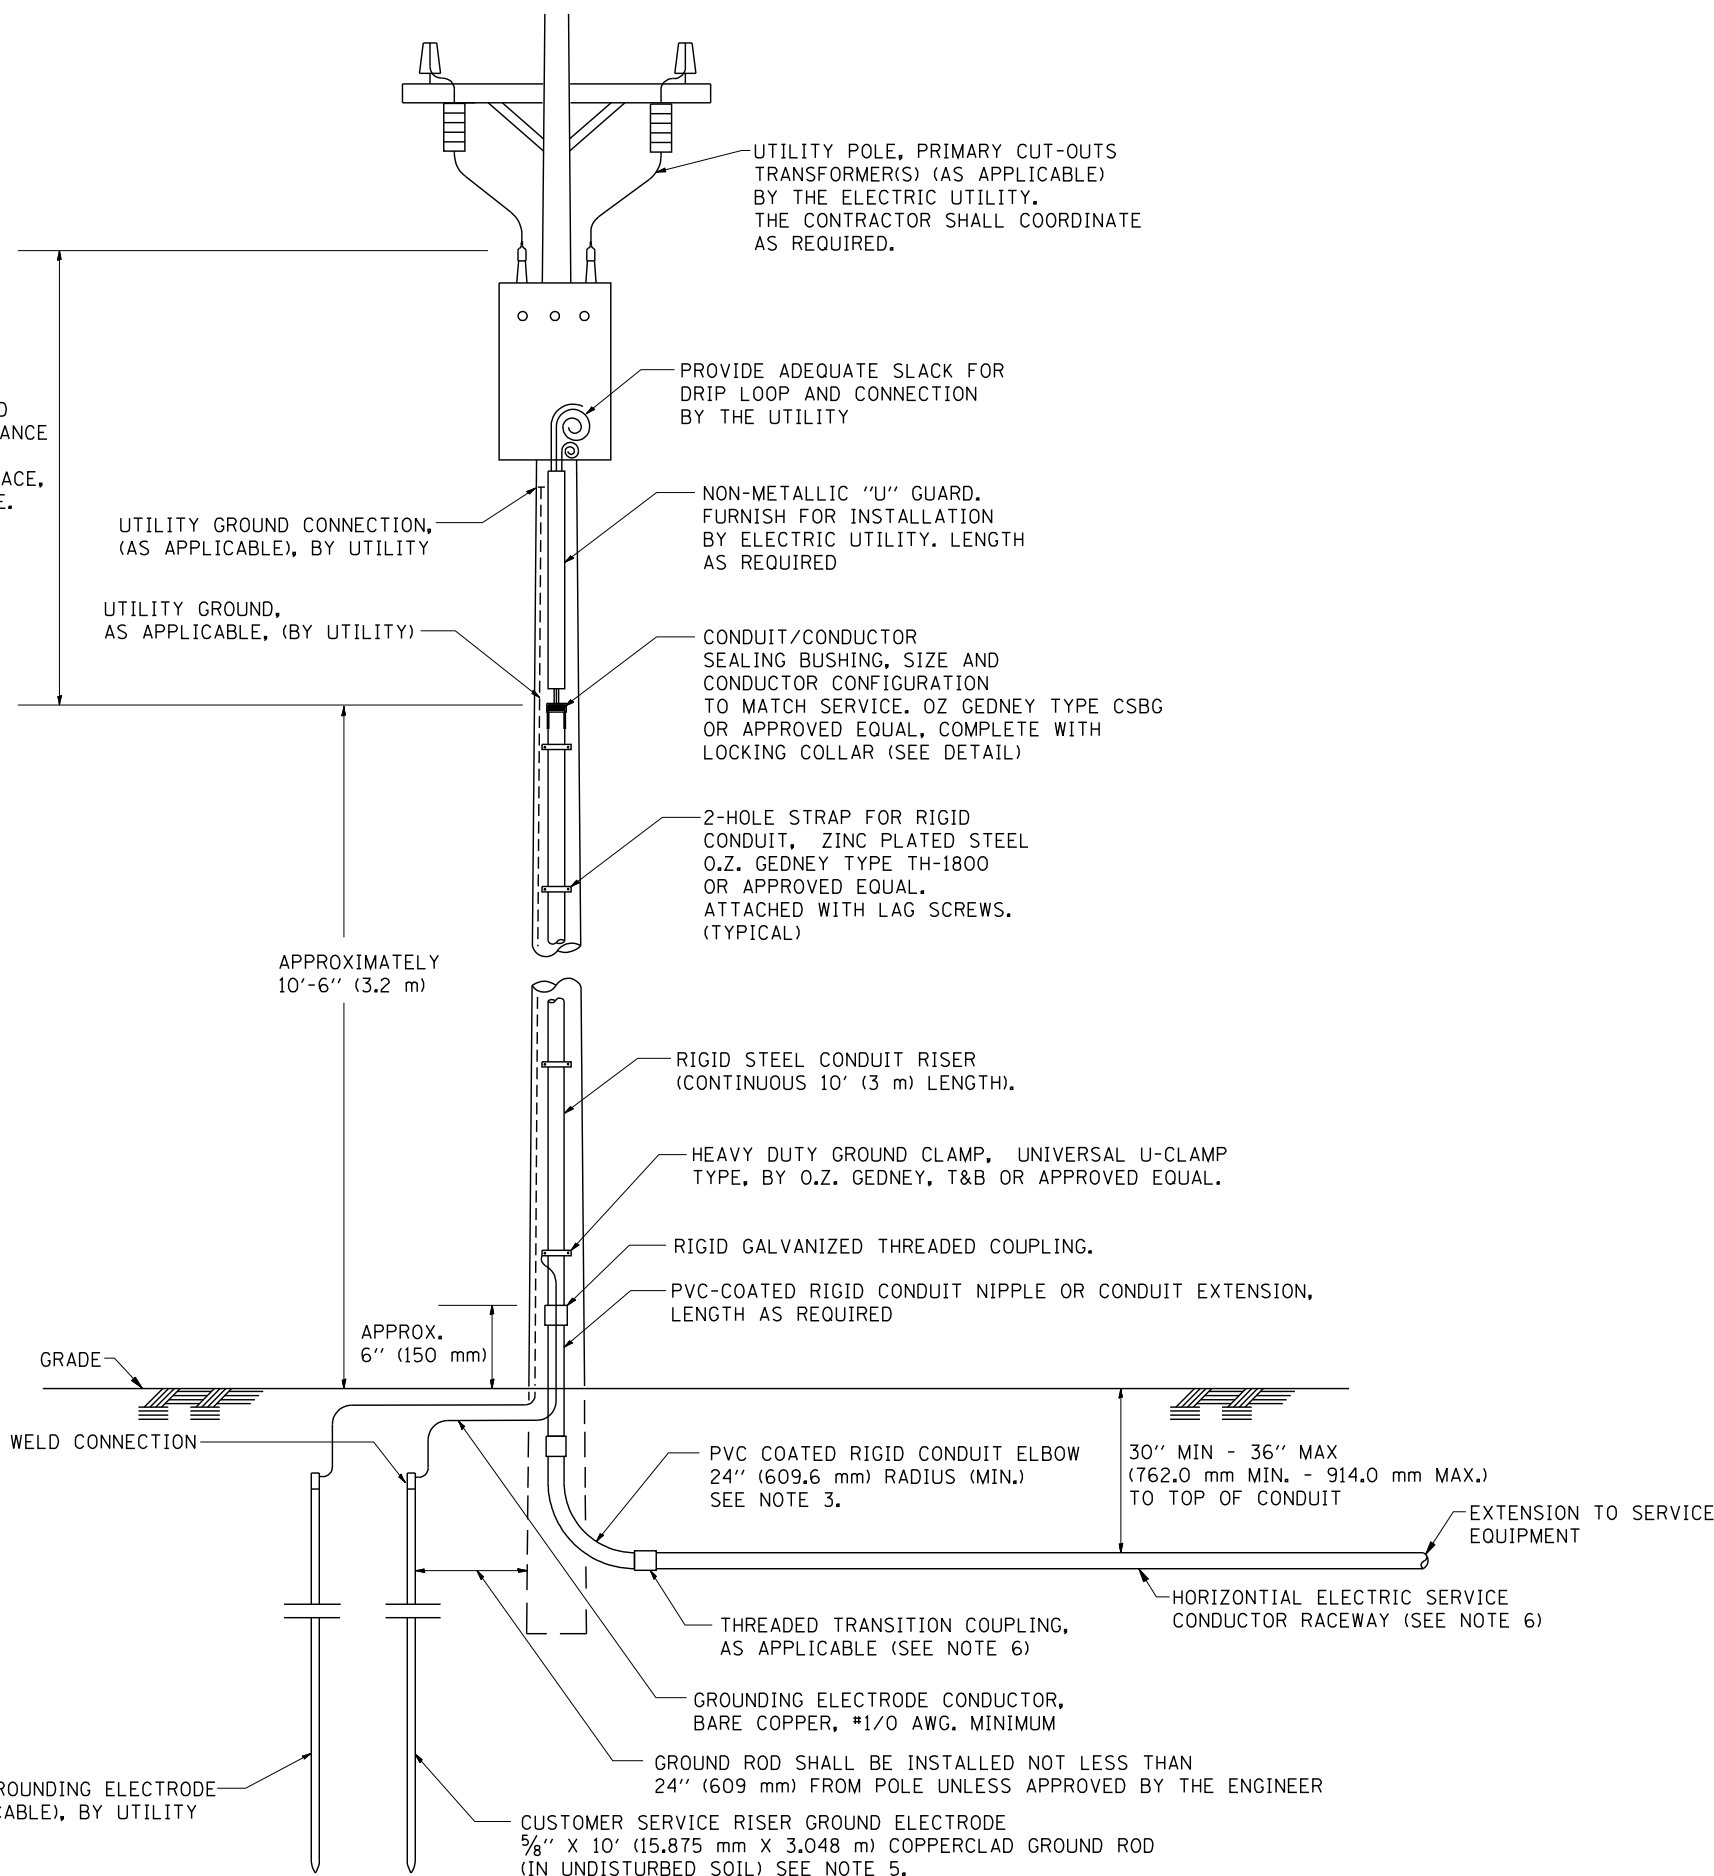 UTILITY POLE, PRIMARY CUT-OUTS
TRANSFORMER(S) (AS APPLICABLE)
BY THE ELECTRIC UTILITY.
THE CONTRACTOR SHALL COORDINATE
AS REQUIRED.
PROVIDE ADEQUATE SLACK FOR
DRIP LOOP AND CONNECTION
BY THE UTILITY
O
ANCE
ACE,
E.
NON-METALLIC "U" GUARD.
FURNISH FOR INSTALLATION
BY ELECTRIC UTILITY. LENGTH
AS REQUIRED
UTILITY GROUND CONNECTION,
(AS APPLICABLE), BY UTILITY
UTILITY GROUND,
AS APPLICABLE, (BY UTILITY)
CONDUIT/CONDUCTOR
SEALING BUSHING, SIZE AND
CONDUCTOR CONFIGURATION
TO MATCH SERVICE. OZ GEDNEY TYPE CSBG
OR APPROVED EQUAL, COMPLETE WITH
LOCKING COLLAR (SEE DETAIL)
2-HOLE STRAP FOR RIGID
CONDUIT, ZINC PLATED STEEL
O.Z. GEDNEY TYPE TH-1800
OR APPROVED EQUAL.
ATTACHED WITH LAG SCREWS.
(TYPICAL)
APPROXIMATELY
10'-6" (3.2 m)
RIGID STEEL CONDUIT RISER
(CONTINUOUS 10' (3 m) LENGTH).
HEAVY DUTY GROUND CLAMP, UNIVERSAL U-CLAMP
TYPE, BY O.Z. GEDNEY, T&B OR APPROVED EQUAL.
RIGID GALVANIZED THREADED COUPLING.
PVC-COATED RIGID CONDUIT NIPPLE OR CONDUIT EXTENSION,
LENGTH AS REQUIRED
APPROX.
6" (150 mm)
GRADE
WELD CONNECTION
PVC COATED RIGID CONDUIT ELBOW
24" (609.6 mm) RADIUS (MIN.)
SEE NOTE 3.
30" MIN - 36" MAX
(762.0 mm MIN. - 914.0 mm MAX.)
TO TOP OF CONDUIT
EXTENSION TO SERVICE
EQUIPMENT
HORIZONTIAL ELECTRIC SERVICE
CONDUCTOR RACEWAY (SEE NOTE 6)
THREADED TRANSITION COUPLING,
AS APPLICABLE (SEE NOTE 6)
GROUNDING ELECTRODE CONDUCTOR,
BARE COPPER, #1/0 AWG. MINIMUM
GROUND ROD SHALL BE INSTALLED NOT LESS THAN
24" (609 mm) FROM POLE UNLESS APPROVED BY THE ENGINEER
ROUNDING ELECTRODE
CABLE), BY UTILITY
CUSTOMER SERVICE RISER GROUND ELECTRODE
5/8" X 10' (15.875 mm X 3.048 m) COPPERCLAD GROUND ROD
(IN UNDISTURBED SOIL) SEE NOTE 5.